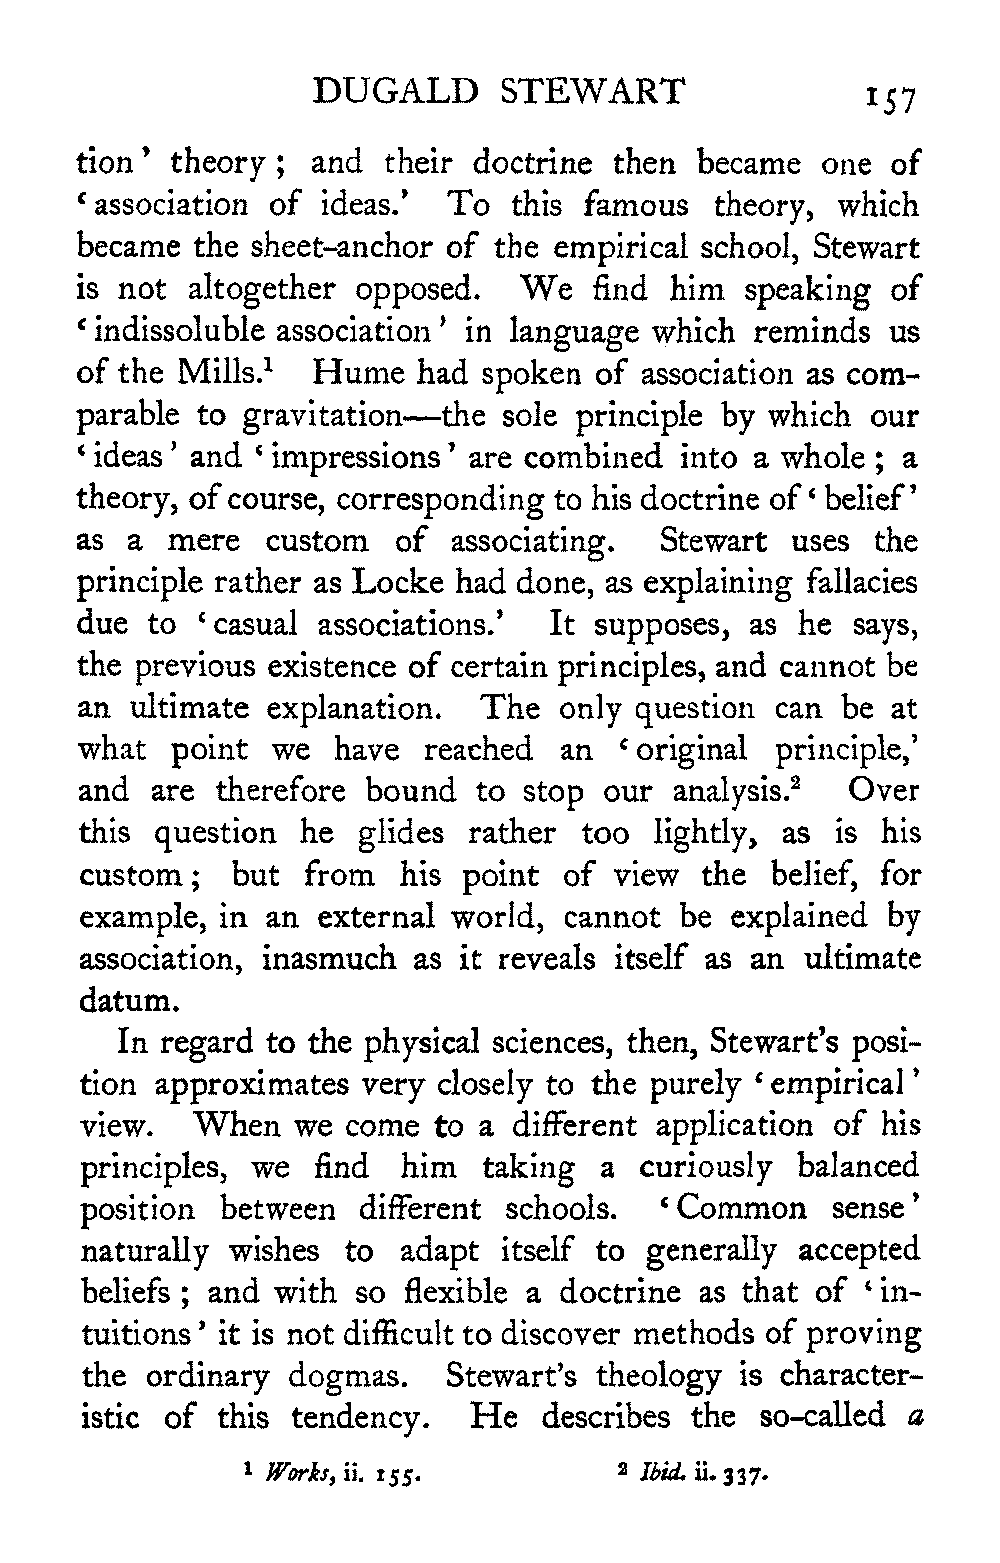 DUGALD STEWART 157
tion' theory; and their doctrine then became one of
'association of ideas.' To this famous theory, which
became the sheet-anchor of the empirical school, Stewart
is not altogether opposed. We find him speaking of
'indissoluble association' in language which reminds us
of the Mills.¹ Hume had spoken of association as com-
parable to gravitation—the sole principle by which our
'ideas' and 'impressions' are combined into a whole; a
theory, of course, corresponding to his doctrine of 'belief'
as a mere custom of associating. Stewart uses the
principle rather as Locke had done, as explaining fallacies
due to 'casual associations.' It supposes, as he says,
the previous existence of certain principles, and cannot be
an ultimate explanation. The only question can be at
what point we have reached an 'original principle,'
and are therefore bound to stop our analysis.² Over
this question he glides rather too lightly, as is his
custom; but from his point of view the belief, for
example, in an external world, cannot be explained by
association, inasmuch as it reveals itself as an ultimate
datum.
In regard to the physical sciences, then, Stewart's posi-
tion approximates very closely to the purely 'empirical'
view. When we come to a different application of his
principles, we find him taking a curiously balanced
position between different schools. 'Common sense'
naturally wishes to adapt itself to generally accepted
beliefs; and with so flexible a doctrine as that of 'in-
tuitions' it is not difficult to discover methods of proving
the ordinary dogmas. Stewart's theology is character-
istic of this tendency. He describes the so-called a
¹ Works, ii. 155. ² Ibid. ii. 337.